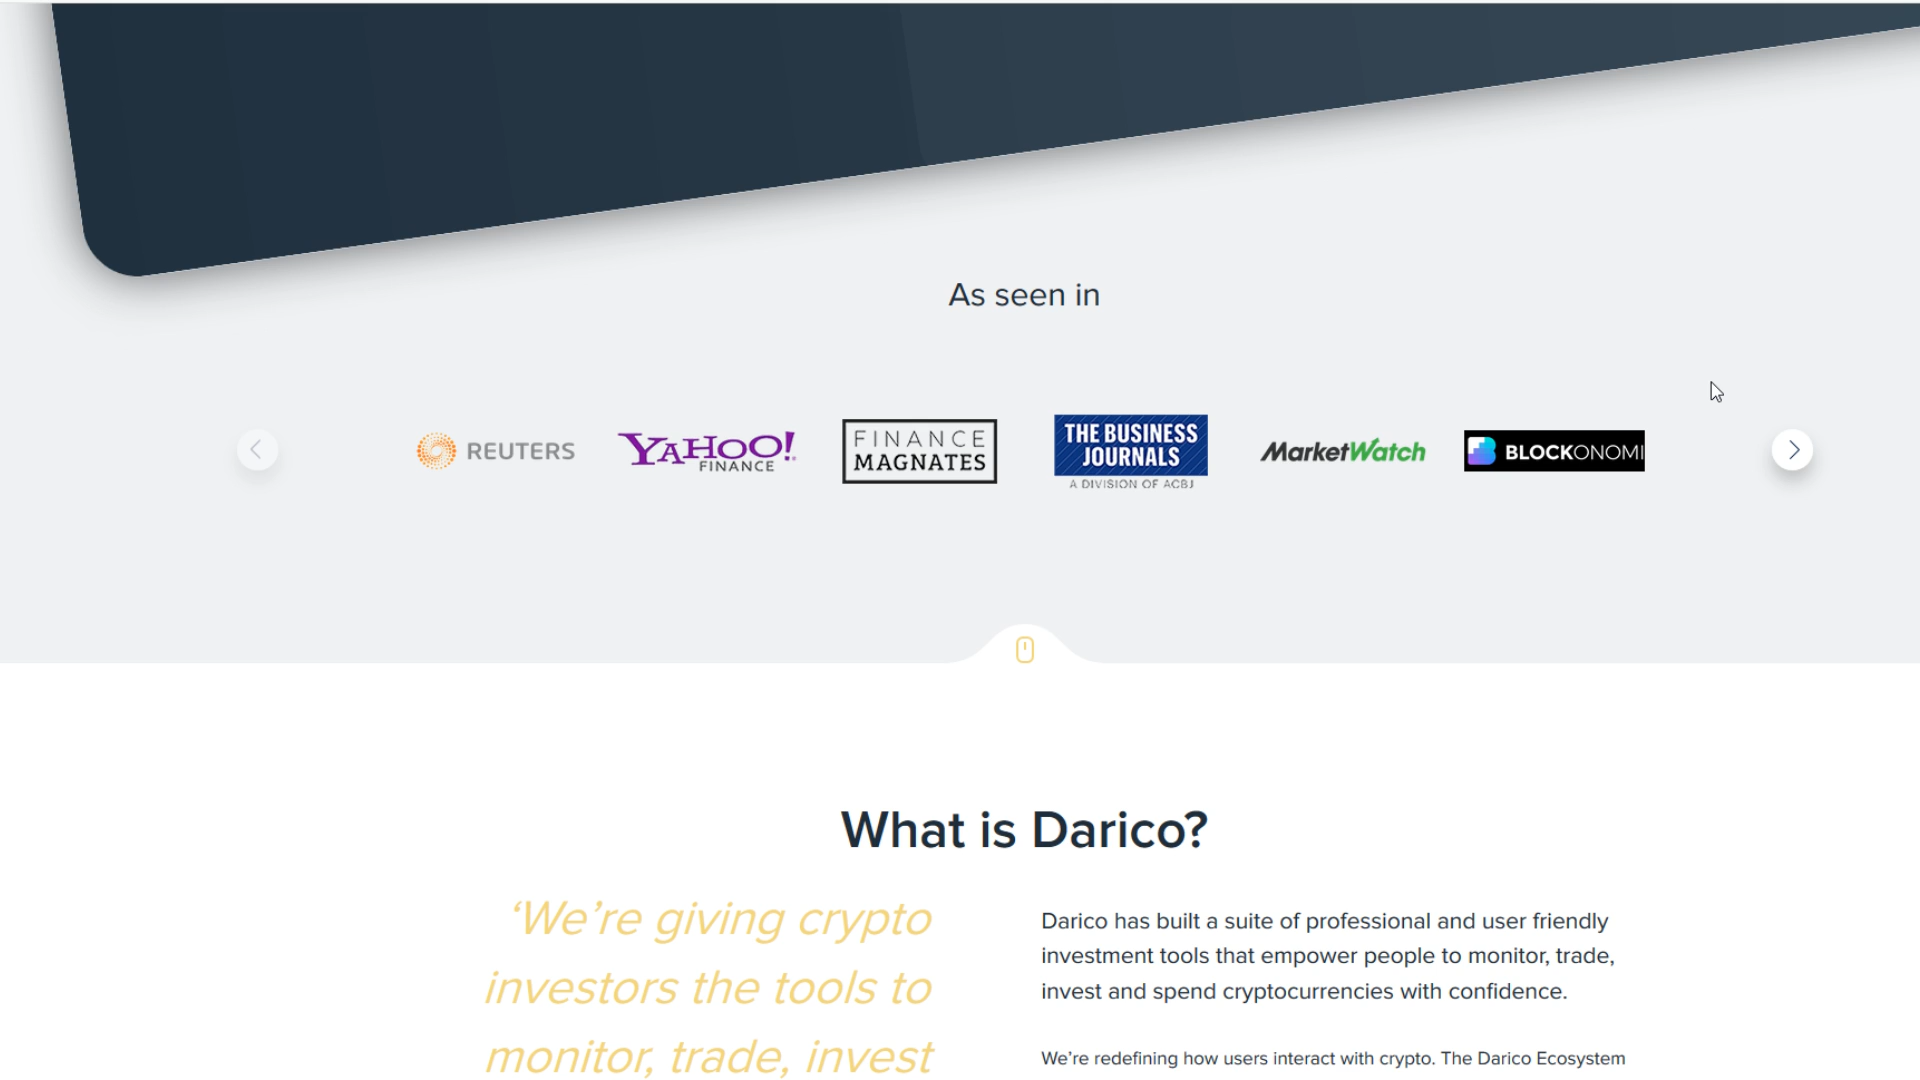 As seen in
REUTERS
YAHOO!
FINANCE
FINANCE
MAGNATES
THE BUSINESS
JOURNALS
A DIVISION OF ACBJ
MarketWatch
BLOCKONOMI
What is Darico?
‘We’re giving crypto
investors the tools to
monitor, trade, invest
Darico has built a suite of professional and user friendly
investment tools that empower people to monitor, trade,
invest and spend cryptocurrencies with confidence.
We’re redefining how users interact with crypto. The Darico Ecosystem